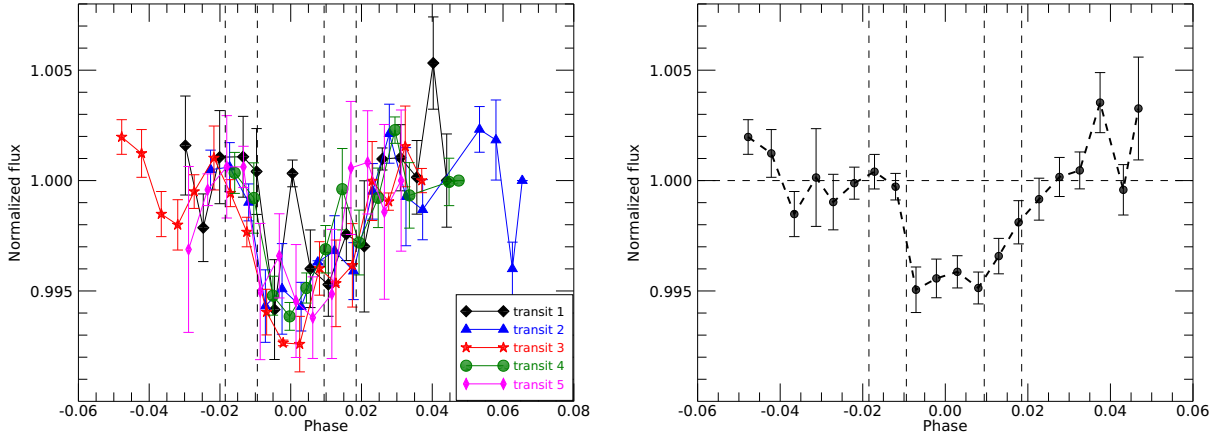 1.005
1.000
0.995
Normalized flux
-0.06
-0.04
-0.02
0.00
0.02
0.04
0.06
0.08
Phase
transit 1
transit 2
transit 3
transit 4
transit 5
1.005
1.000
0.995
Normalized flux
-0.06
-0.04
-0.02
0.00
0.02
0.04
0.06
Phase